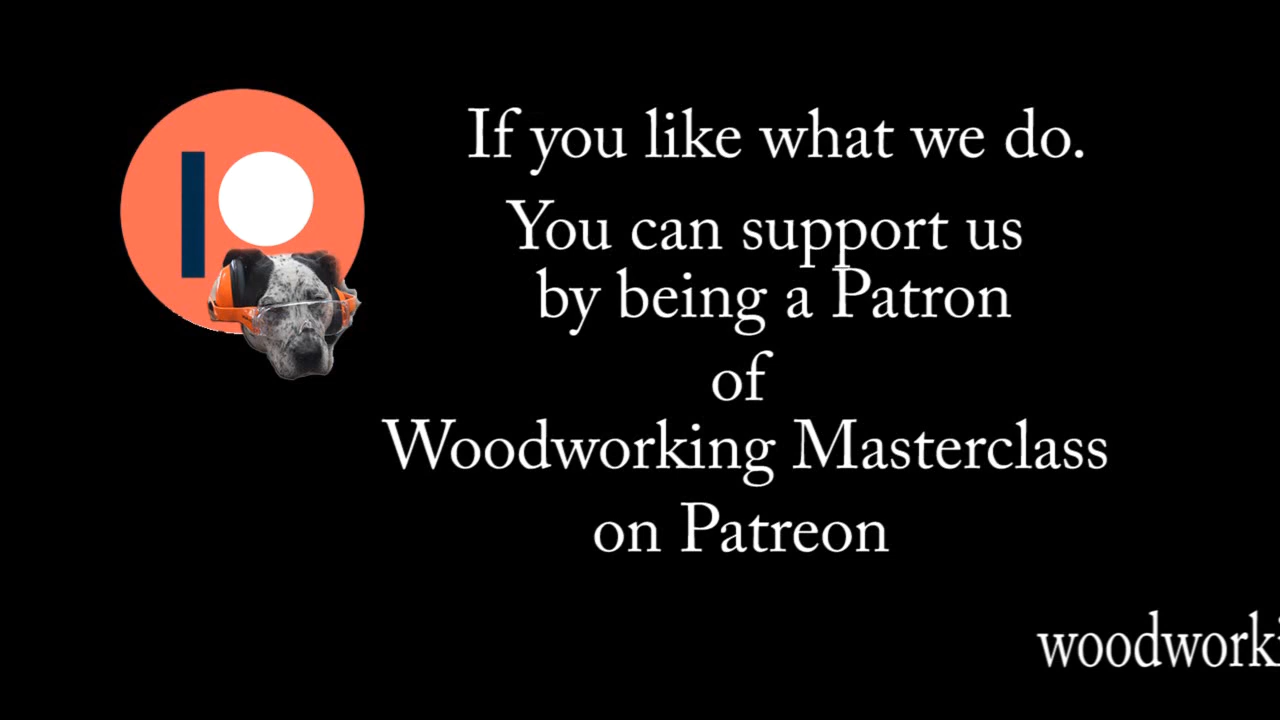 If you like what we do.
You can support us
by being a Patron
of
Woodworking Masterclass
on Patreon
woodworki